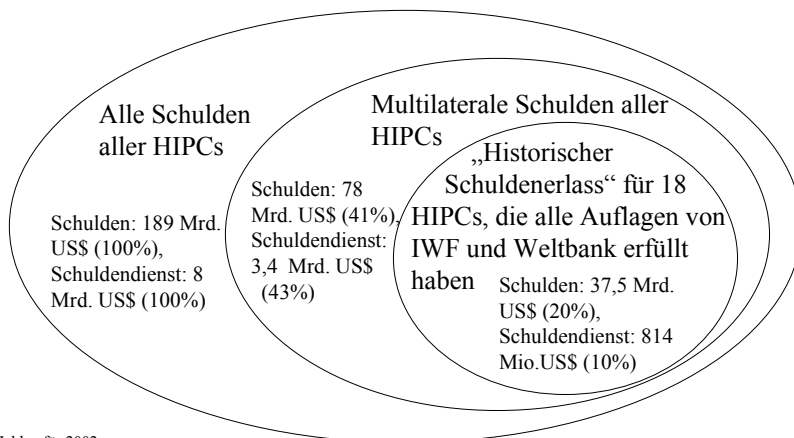 Alle Schulden
aller HIPCs
Schulden: 189 Mrd.
US$ (100%),
Schuldendienst: 8
Mrd. US$ (100%)
Multilaterale Schulden aller
HIPCs
Schulden: 78
Mrd. US$ (41%),
Schuldendienst:
3,4 Mrd. US$
(43%)
„Historischer
Schuldenerlass“ für 18
HIPCs, die alle Auflagen von
IWF und Weltbank erfüllt
haben
Schulden: 37,5 Mrd.
US$ (20%),
Schuldendienst: 814
Mio.US$ (10%)